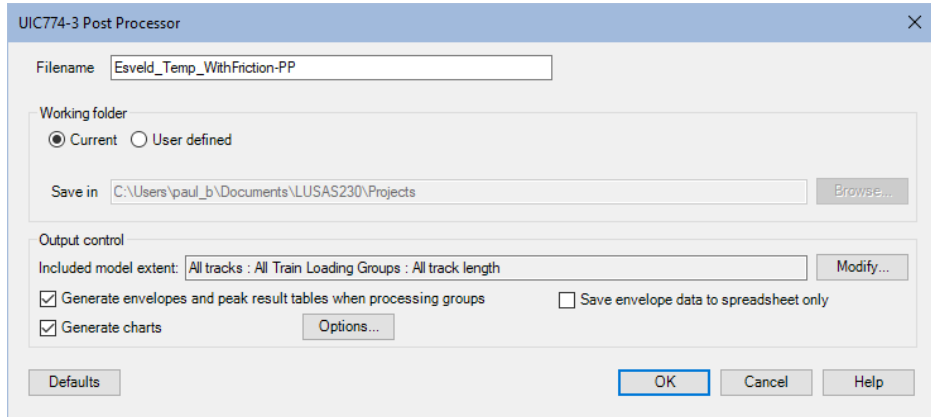 UIC774-3 Post Processor
Filename Esveld_Temp_WithFriction-PP
Working folder
Current User defined
Save in C:\Users\paul_b\Documents\LUSAS230\Projects Browse...
Output control
Included model extent: All tracks : All Train Loading Groups : All track length Modify...
Generate envelopes and peak result tables when processing groups Save envelope data to spreadsheet only
Generate charts Options...
Defaults OK Cancel Help